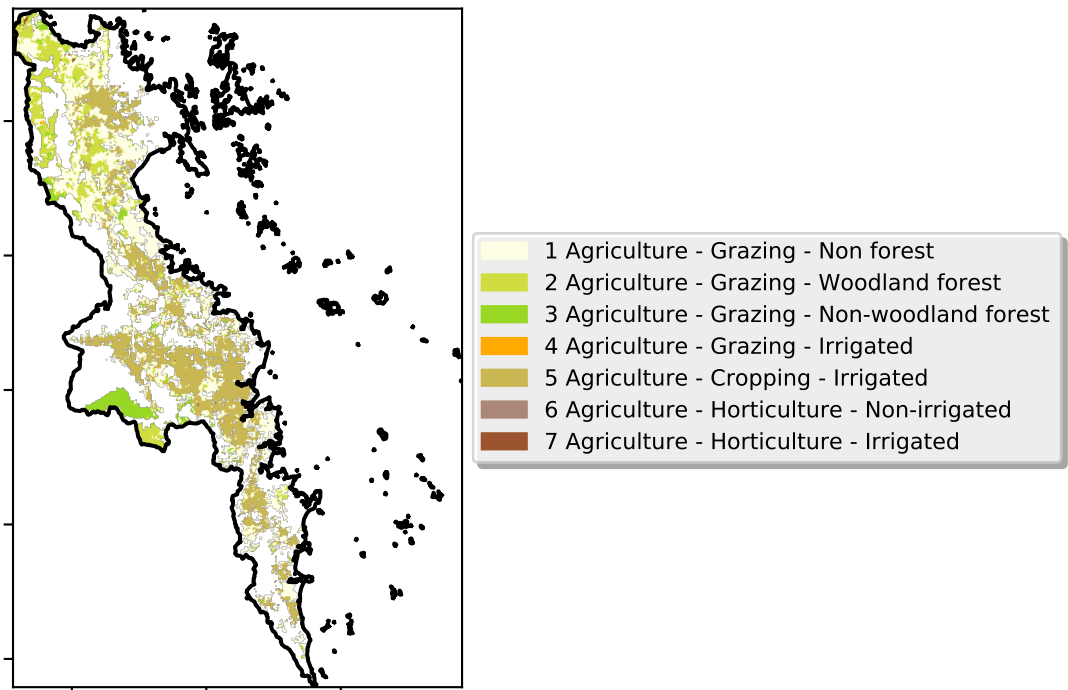 1 Agriculture - Grazing - Non forest
2 Agriculture - Grazing - Woodland forest
3 Agriculture - Grazing - Non-woodland forest
4 Agriculture - Grazing - Irrigated
5 Agriculture - Cropping - Irrigated
6 Agriculture - Horticulture - Non-irrigated
7 Agriculture - Horticulture - Irrigated